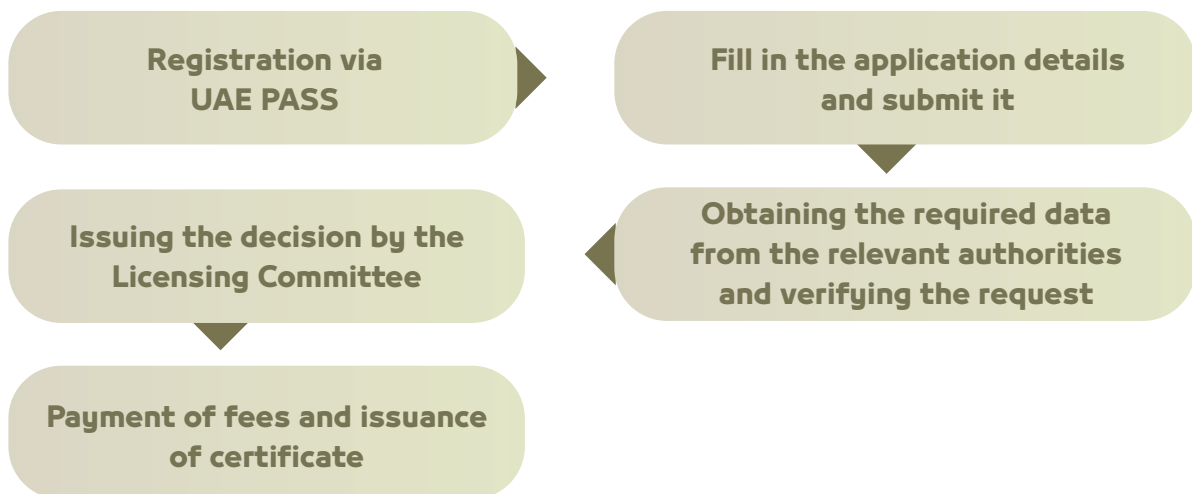 Registration via
UAE PASS
Fill in the application details
and submit it
Obtaining the required data
from the relevant authorities
and verifying the request
Issuing the decision by the
Licensing Committee
Payment of fees and issuance
of certificate